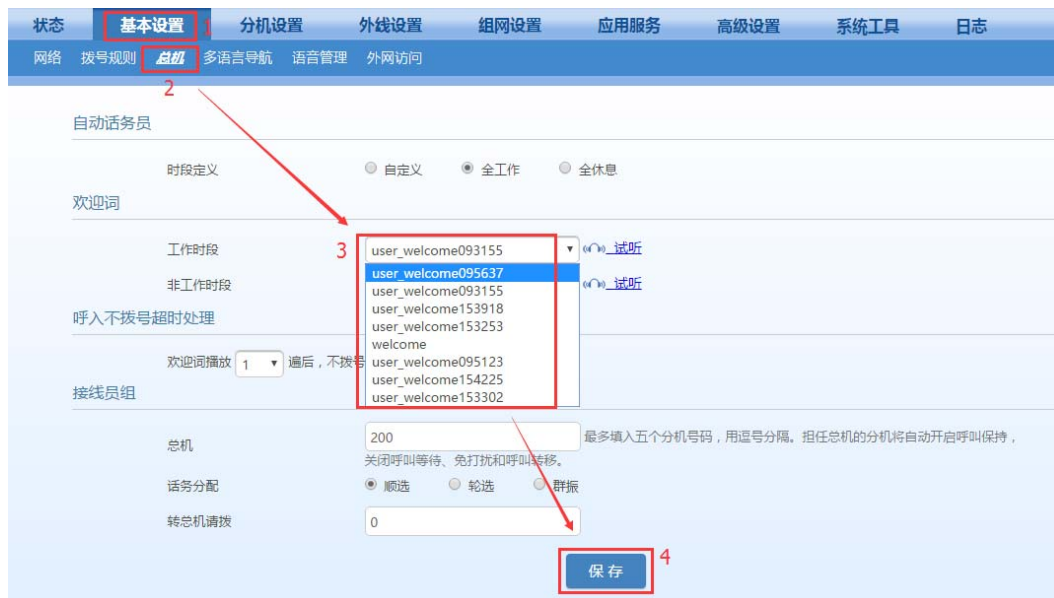 状态 基本设置 1 分机设置 外线设置 组网设置 应用服务 高级设置 系统工具 日志
网络 拨号规则 总机 多语言导航 语音管理 外网访问
2
自动话务员
时段定义 自定义 全工作 全休息
欢迎词
工作时段 3 user_welcome093155 试听
user_welcome095637
非工作时段 user_welcome093155 试听
user_welcome153918
呼入不拨号超时处理 user_welcome153253
welcome
欢迎词播放 1 遍后，不拨号 user_welcome095123
user_welcome154225
接线员组 user_welcome153302
总机 200 最多填入五个分机号码，用逗号分隔。担任总机的分机将自动开启呼叫保持，
关闭呼叫等待、免打扰和呼叫转移。
话务分配 顺选 轮选 群振
转总机请拨 0
保存 4